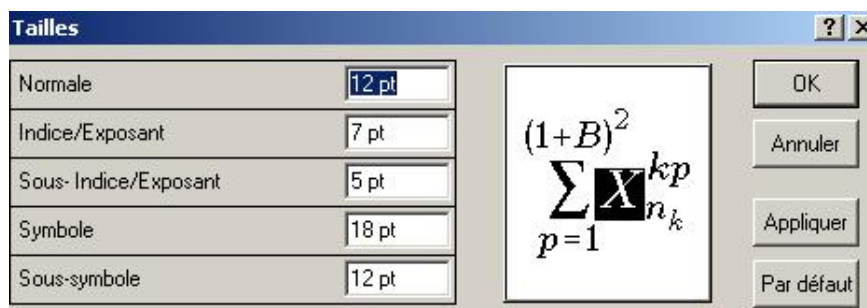 Tailles
Normale 12 pt
Indice/Exposant 7 pt
Sous- Indice/Exposant 5 pt
Symbole 18 pt
Sous-symbole 12 pt
(1+B)^2
∑ X^{kp}_{n_k}
p=1
OK
Annuler
Appliquer
Par défaut